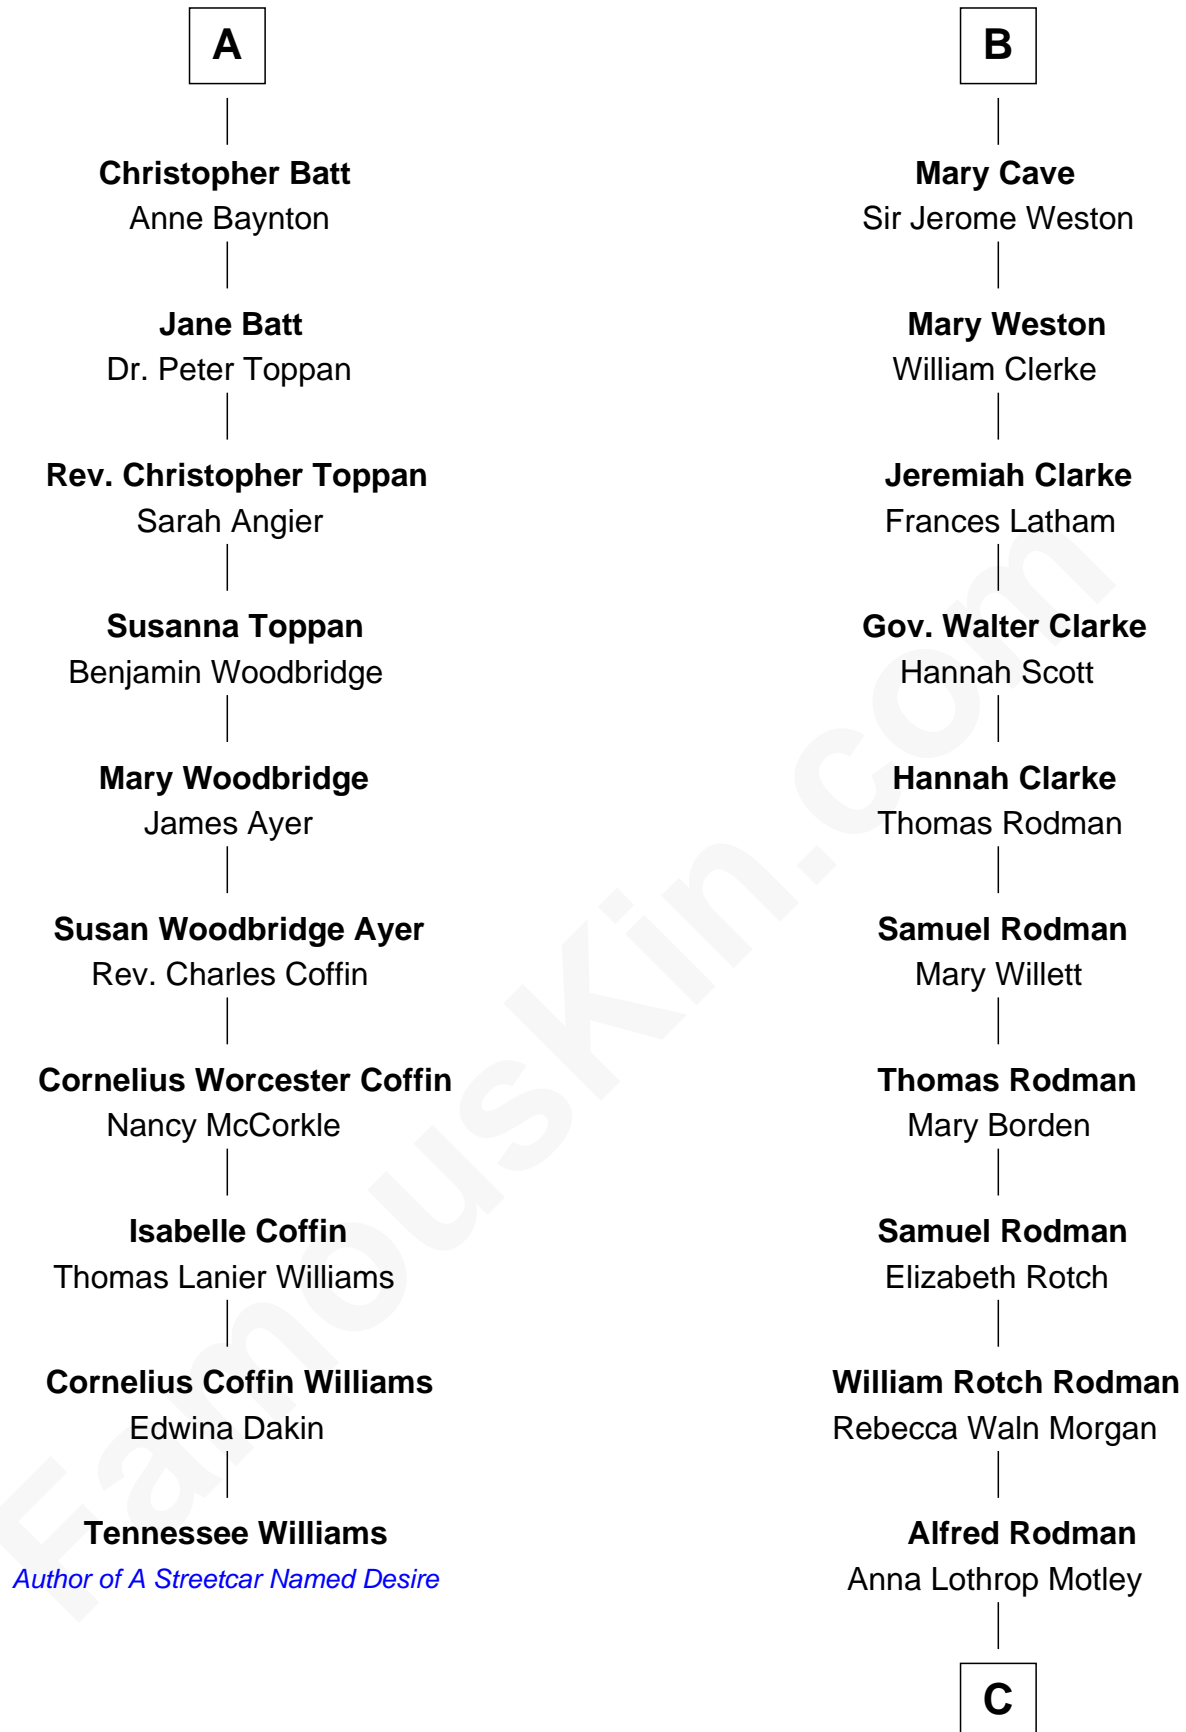 A
Christopher Batt
Anne Baynton
Jane Batt
Dr. Peter Toppan
Rev. Christopher Toppan
Sarah Angier
Susanna Toppan
Benjamin Woodbridge
Mary Woodbridge
James Ayer
Susan Woodbridge Ayer
Rev. Charles Coffin
Cornelius Worcester Coffin
Nancy McCorkle
Isabelle Coffin
Thomas Lanier Williams
Cornelius Coffin Williams
Edwina Dakin
Tennessee Williams
Author of A Streetcar Named Desire
B
Mary Cave
Sir Jerome Weston
Mary Weston
William Clerke
Jeremiah Clarke
Frances Latham
Gov. Walter Clarke
Hannah Scott
Hannah Clarke
Thomas Rodman
Samuel Rodman
Mary Willett
Thomas Rodman
Mary Borden
Samuel Rodman
Elizabeth Rotch
William Rotch Rodman
Rebecca Waln Morgan
Alfred Rodman
Anna Lothrop Motley
C
FamousKin.com